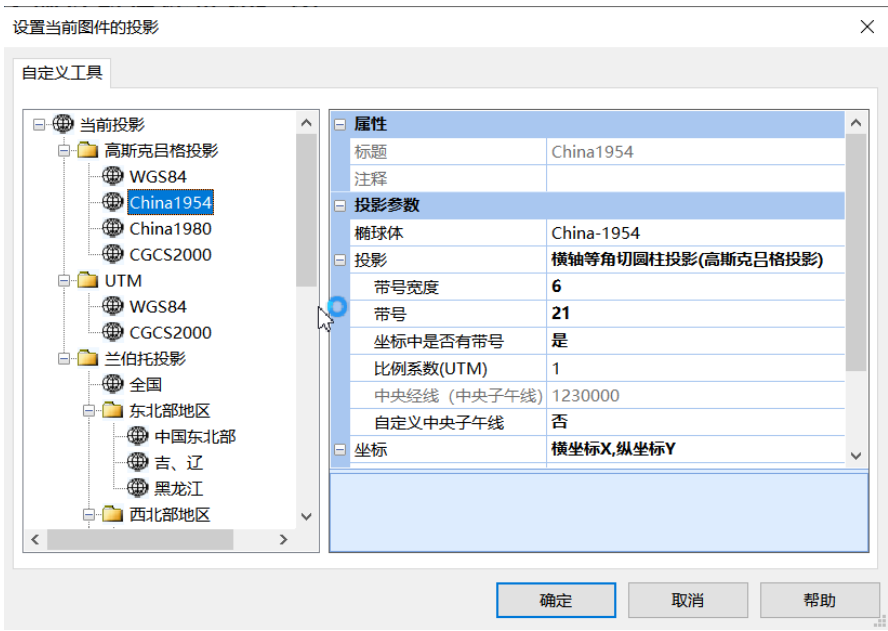 设置当前图件的投影
自定义工具
当前投影
高斯克吕格投影
WGS84
China1954
China1980
CGCS2000
UTM
WGS84
CGCS2000
兰伯托投影
全国
东北部地区
中国东北部
吉、辽
黑龙江
西北部地区
属性
标题 China1954
注释
投影参数
椭球体 China-1954
投影 横轴等角切圆柱投影(高斯克吕格投影)
带号宽度 6
带号 21
坐标中是否有带号 是
比例系数(UTM) 1
中央经线（中央子午线) 1230000
自定义中央子午线 否
坐标 横坐标X,纵坐标Y
确定 取消 帮助